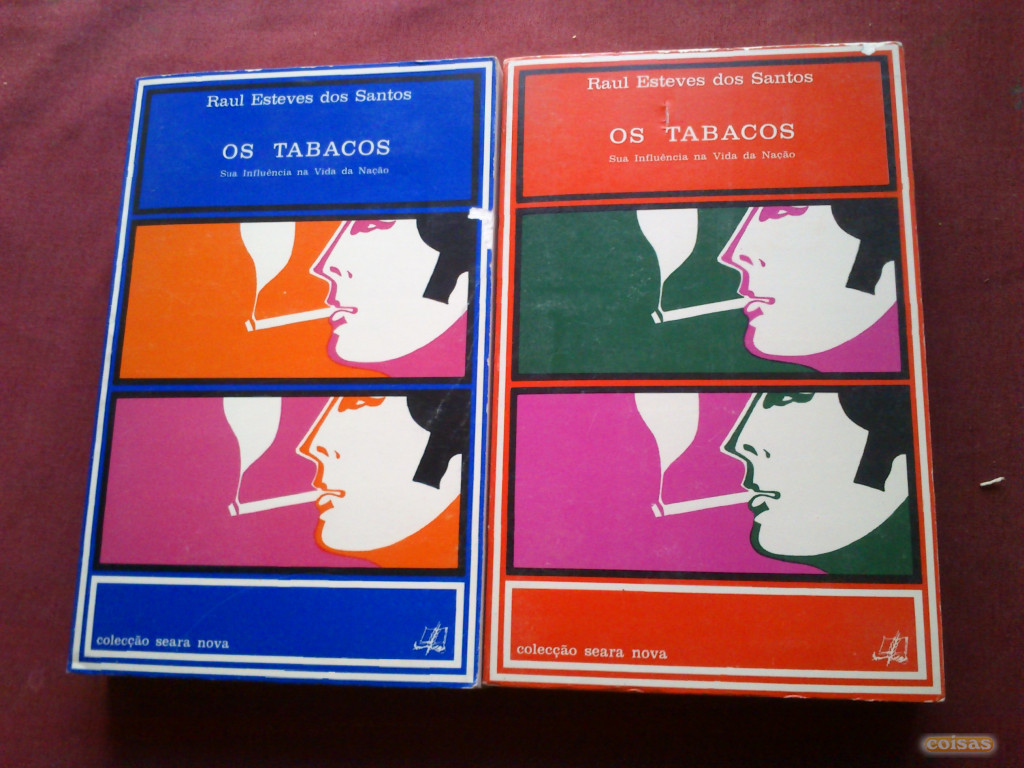 Raul Esteves dos Santos
OS TABACOS
Sua Influência na Vida da Nação
colecção seara nova
Raul Esteves dos Santos
OS TABACOS
Sua Influência na Vida da Nação
colecção seara nova
coisas